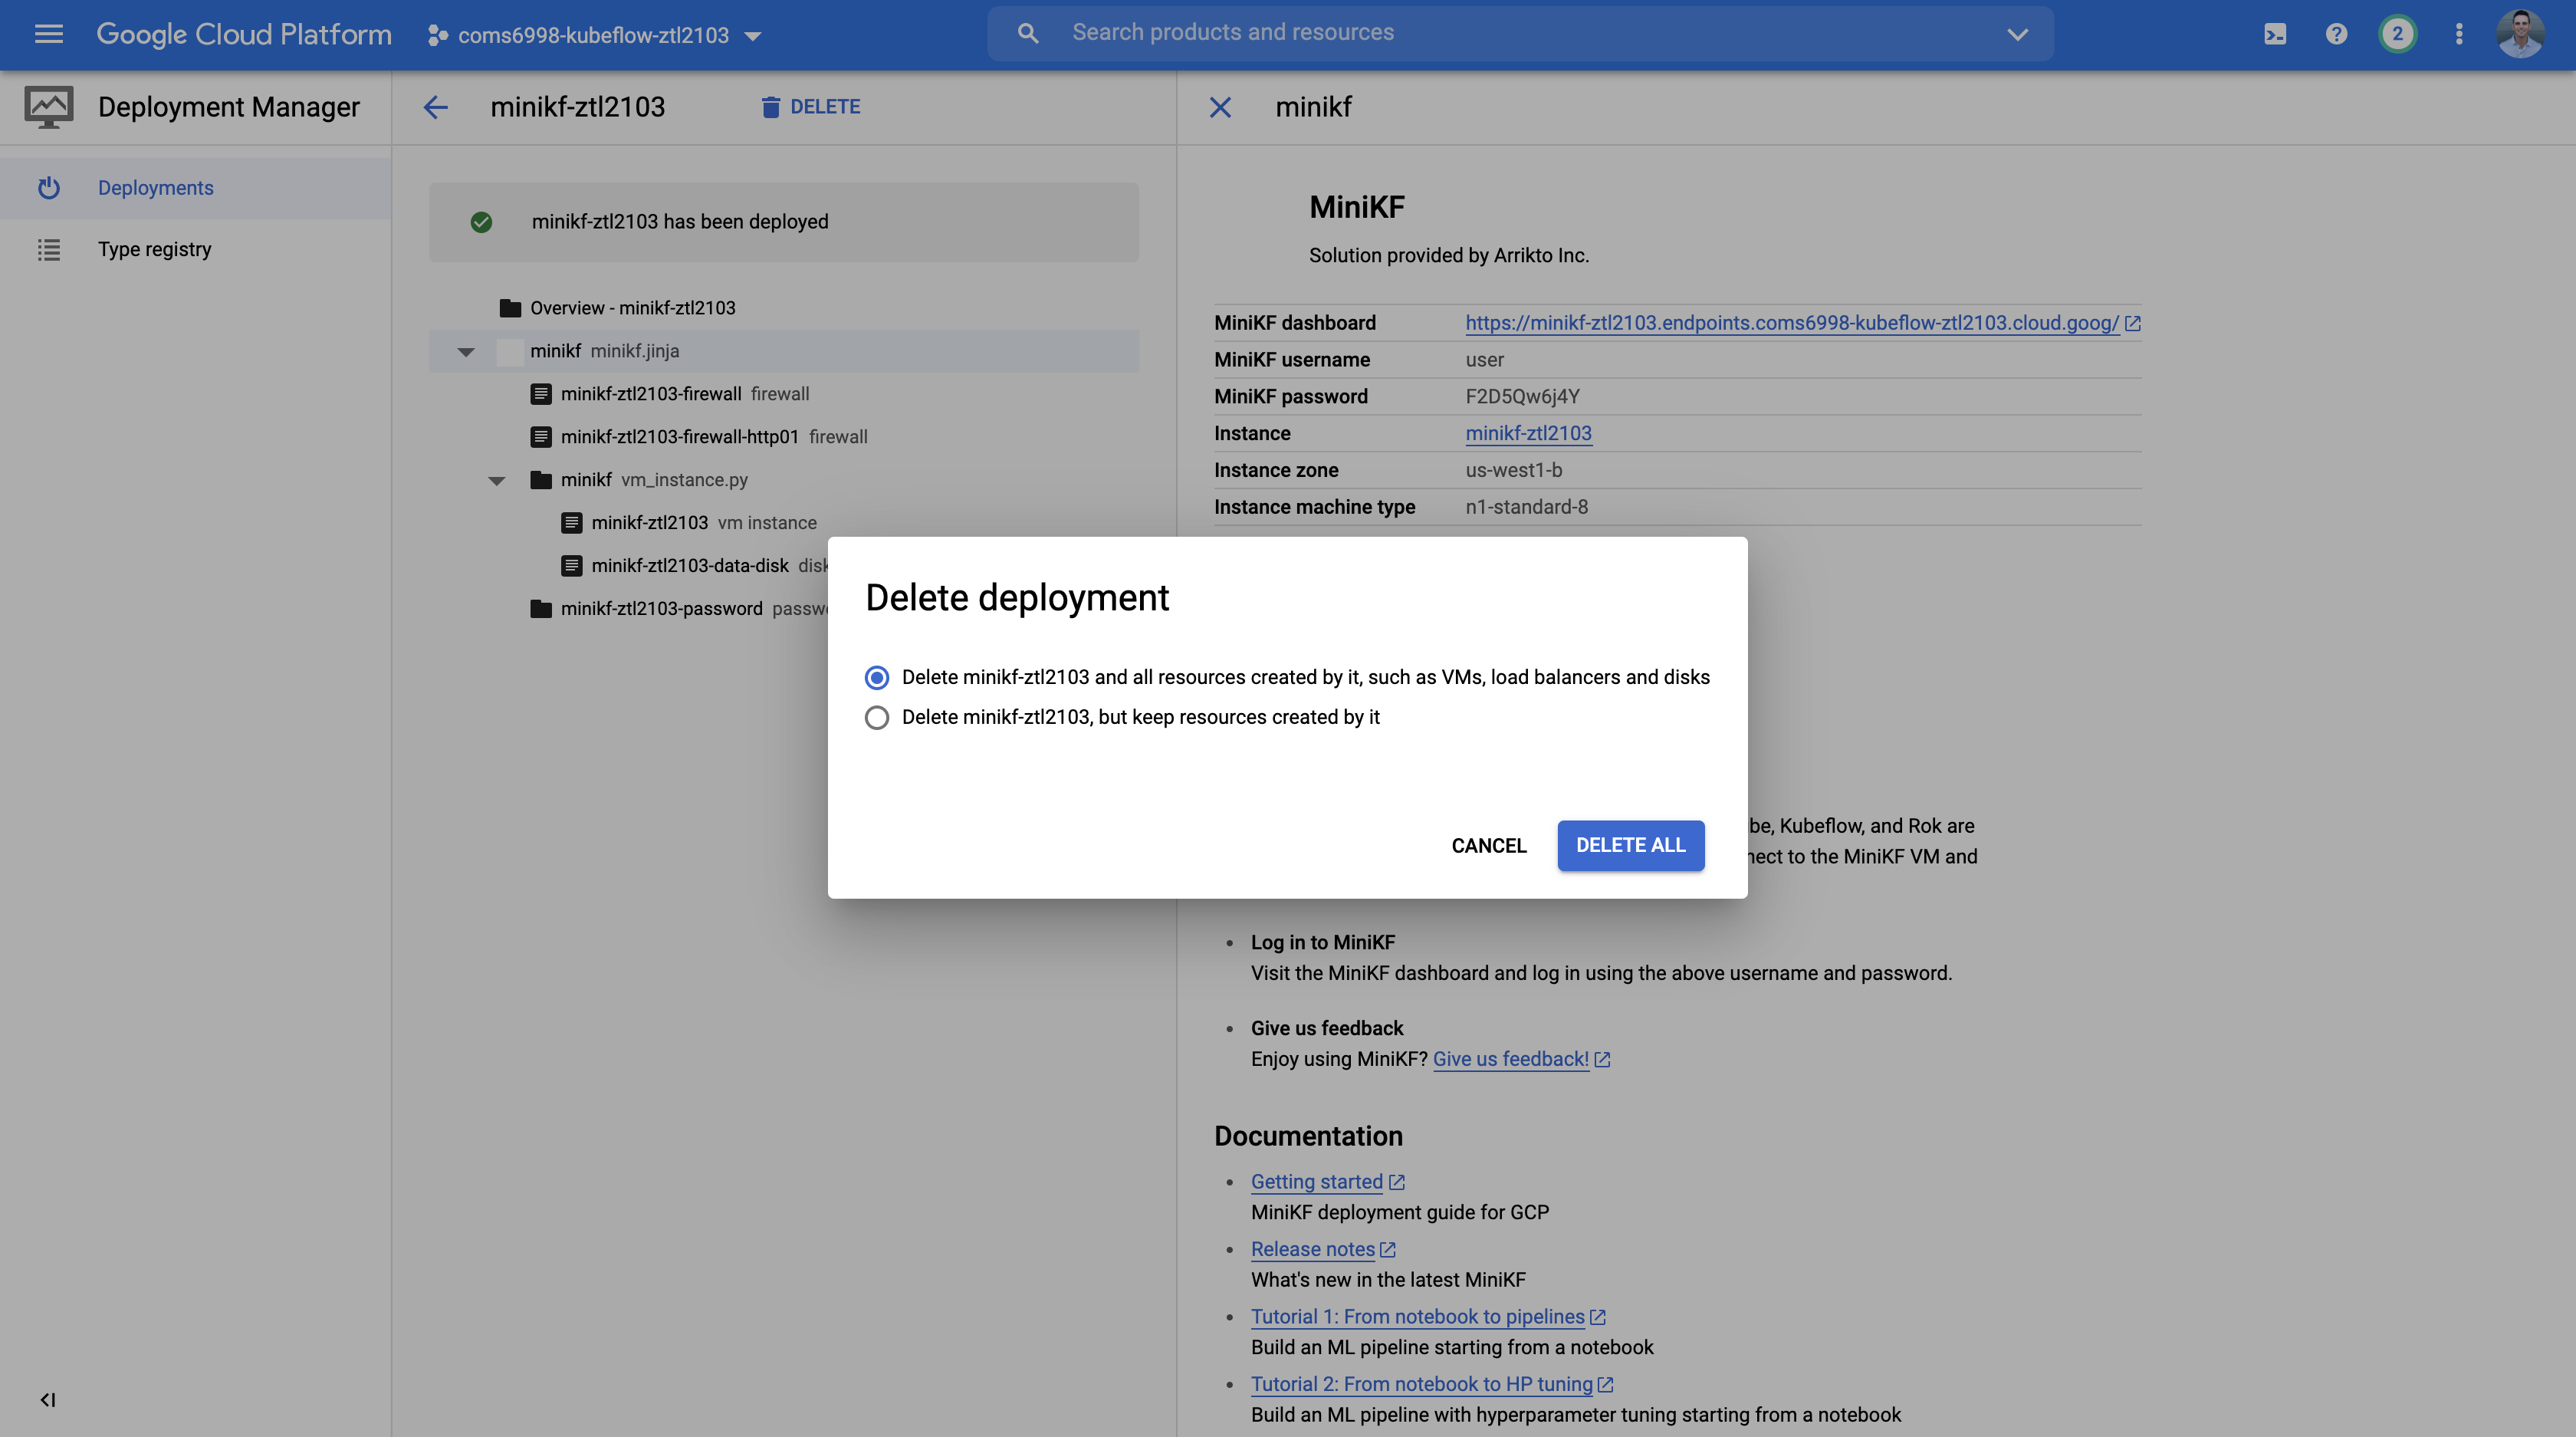 Google Cloud Platform
coms6998-kubeflow-ztl2103
Search products and resources
2
Deployment Manager
Deployments
Type registry
minikf-ztl2103
DELETE
minikf-ztl2103 has been deployed
Overview - minikf-ztl2103
minikf minikf.jinja
minikf-ztl2103-firewall firewall
minikf-ztl2103-firewall-http01 firewall
minikf vm_instance.py
minikf-ztl2103 vm instance
minikf-ztl2103-data-disk disk
minikf-ztl2103-password
minikf
MiniKF
Solution provided by Arrikto Inc.
MiniKF dashboard https://minikf-ztl2103.endpoints.coms6998-kubeflow-ztl2103.cloud.goog/
MiniKF username user
MiniKF password F2D5Qw6j4Y
Instance minikf-ztl2103
Instance zone us-west1-b
Instance machine type n1-standard-8
Delete deployment
Delete minikf-ztl2103 and all resources created by it, such as VMs, load balancers and disks
Delete minikf-ztl2103, but keep resources created by it
CANCEL
DELETE ALL
Kubeflow, and Rok are
to the MiniKF VM and
Log in to MiniKF
Visit the MiniKF dashboard and log in using the above username and password.
Give us feedback
Enjoy using MiniKF? Give us feedback!
Documentation
Getting started
MiniKF deployment guide for GCP
Release notes
What's new in the latest MiniKF
Tutorial 1: From notebook to pipelines
Build an ML pipeline starting from a notebook
Tutorial 2: From notebook to HP tuning
Build an ML pipeline with hyperparameter tuning starting from a notebook